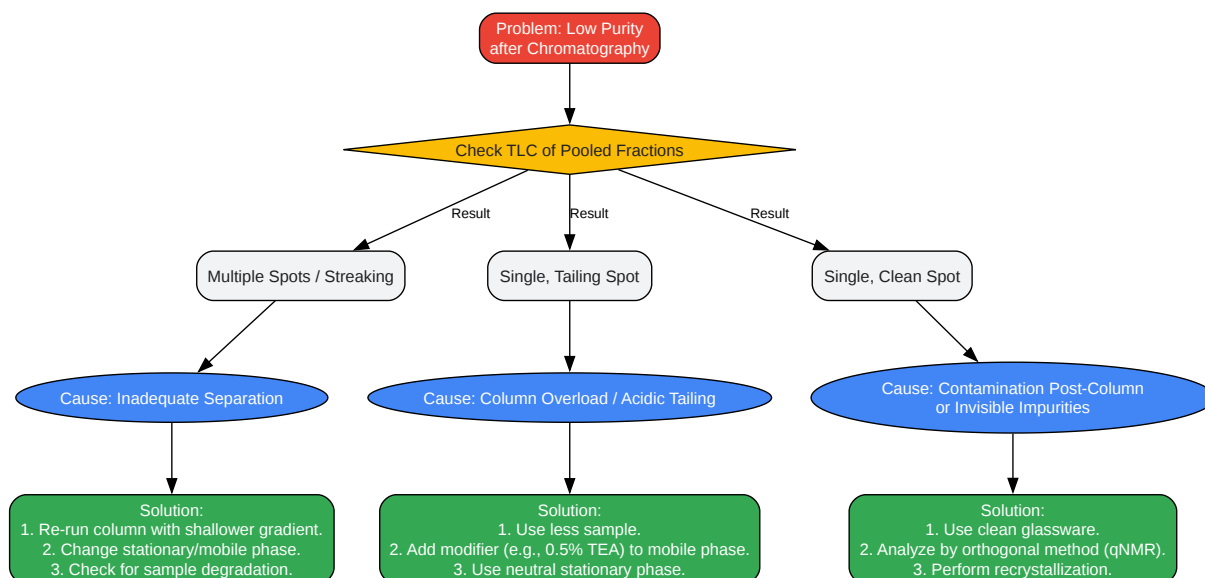 Problem: Low Purity
after Chromatography
Check TLC of Pooled Fractions
Result
Result
Result
Multiple Spots / Streaking
Single, Tailing Spot
Single, Clean Spot
Cause: Inadequate Separation
Cause: Column Overload / Acidic Tailing
Cause: Contamination Post-Column
or Invisible Impurities
Solution:
1. Re-run column with shallower gradient.
2. Change stationary/mobile phase.
3. Check for sample degradation.
Solution:
1. Use less sample.
2. Add modifier (e.g., 0.5% TEA) to mobile phase.
3. Use neutral stationary phase.
Solution:
1. Use clean glassware.
2. Analyze by orthogonal method (qNMR).
3. Perform recrystallization.